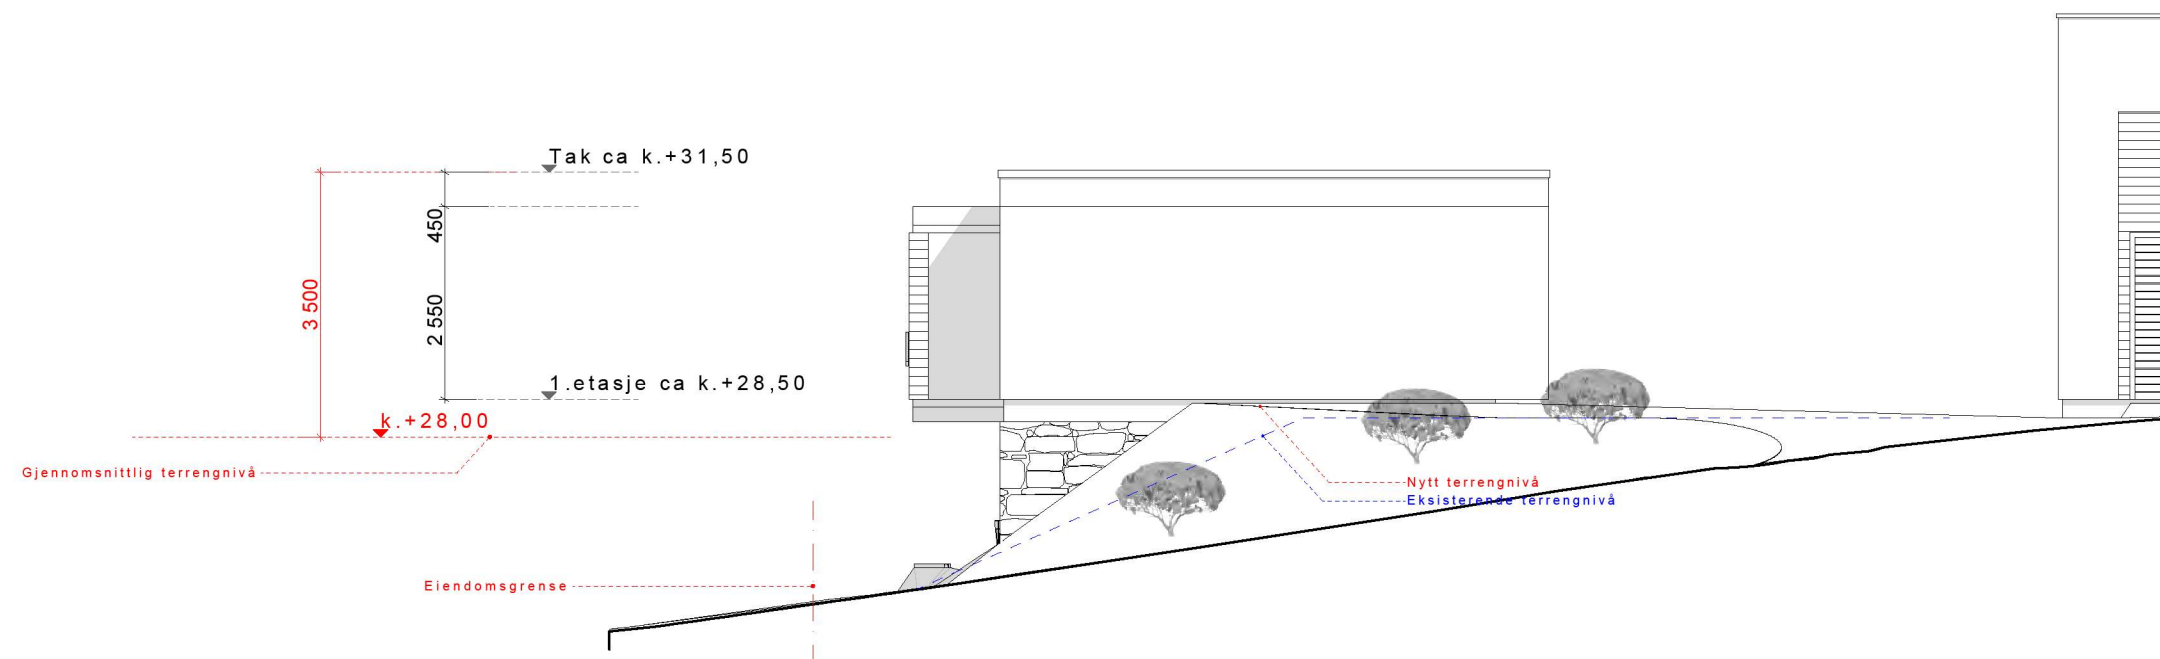 Tak ca k.+31,50
450
3 500
2 550
1.etasje ca k.+28,50
k.+28,00
Gjennomsnittlig terrengnivå
Nytt terrengnivå
Eksisterende terrengnivå
Eiendomsgrense